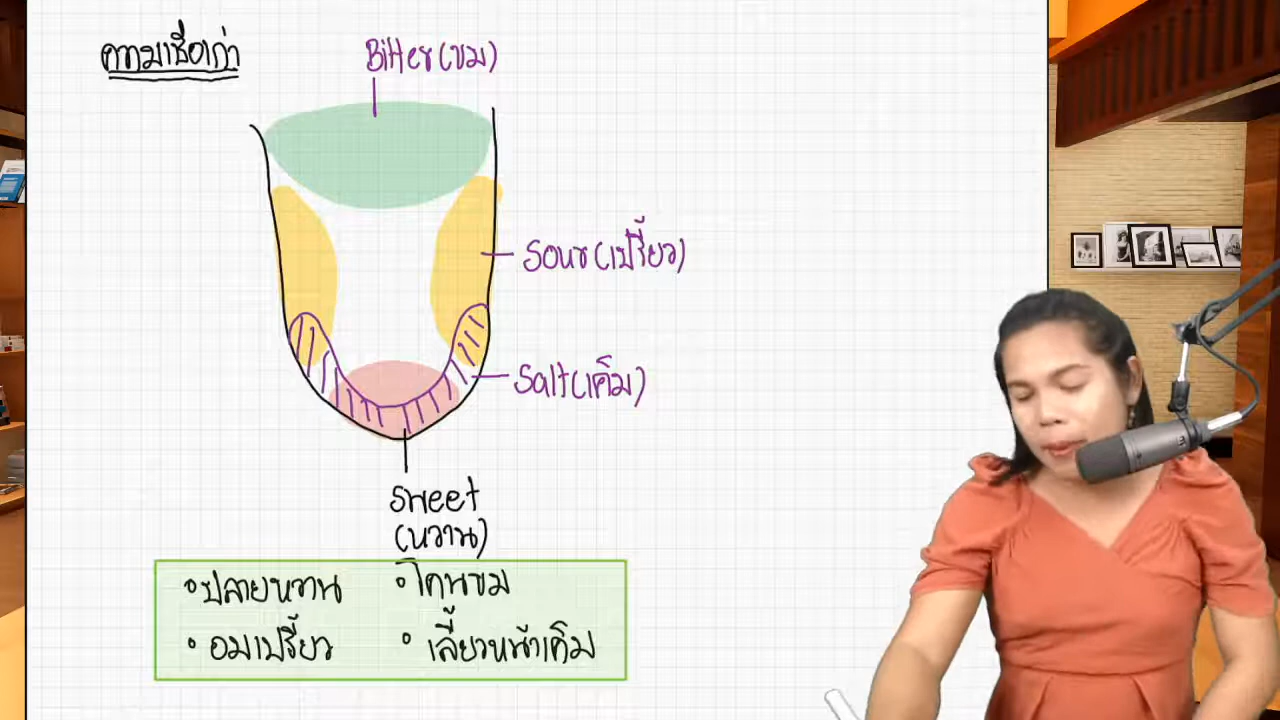 ความเชื่อเก่า
Bitter (ขม)
Sour (เปรี้ยว)
Salt (เค็ม)
Sweet
(หวาน)
• ปลายหวาน • โคนขม
• อมเปรี้ยว • เลี้ยวหน้าเค็ม